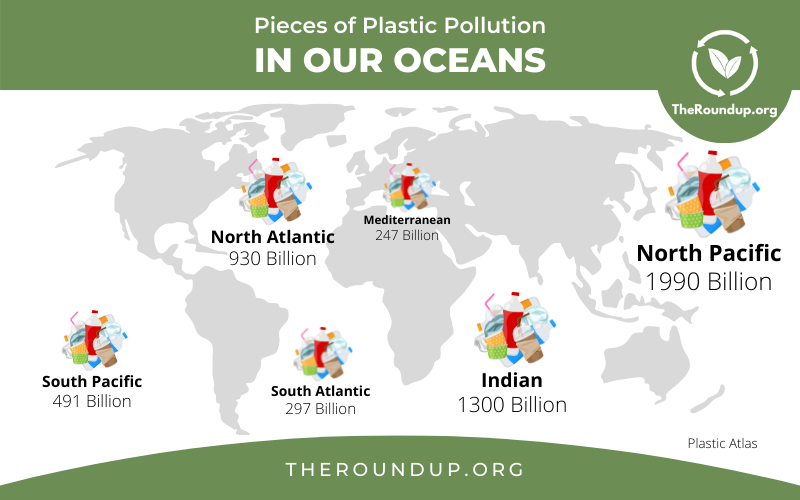 Pieces of Plastic Pollution
IN OUR OCEANS
TheRoundup.org
North Atlantic
930 Billion
Mediterranean
247 Billion
North Pacific
1990 Billion
South Pacific
491 Billion
South Atlantic
297 Billion
Indian
1300 Billion
Plastic Atlas
THEROUNDUP.ORG